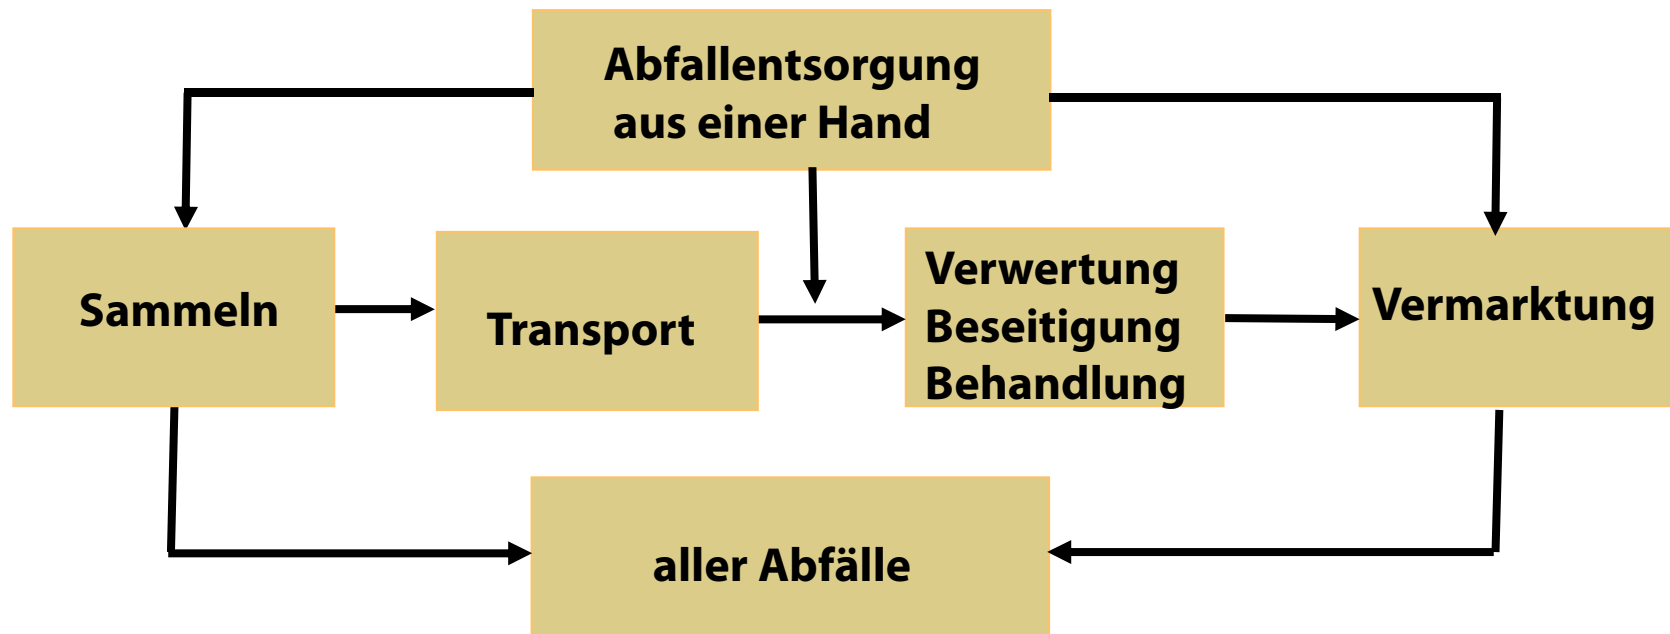 Abfallentsorgung
aus einer Hand
Sammeln
Transport
Verwertung
Beseitigung
Behandlung
Vermarktung
aller Abfälle